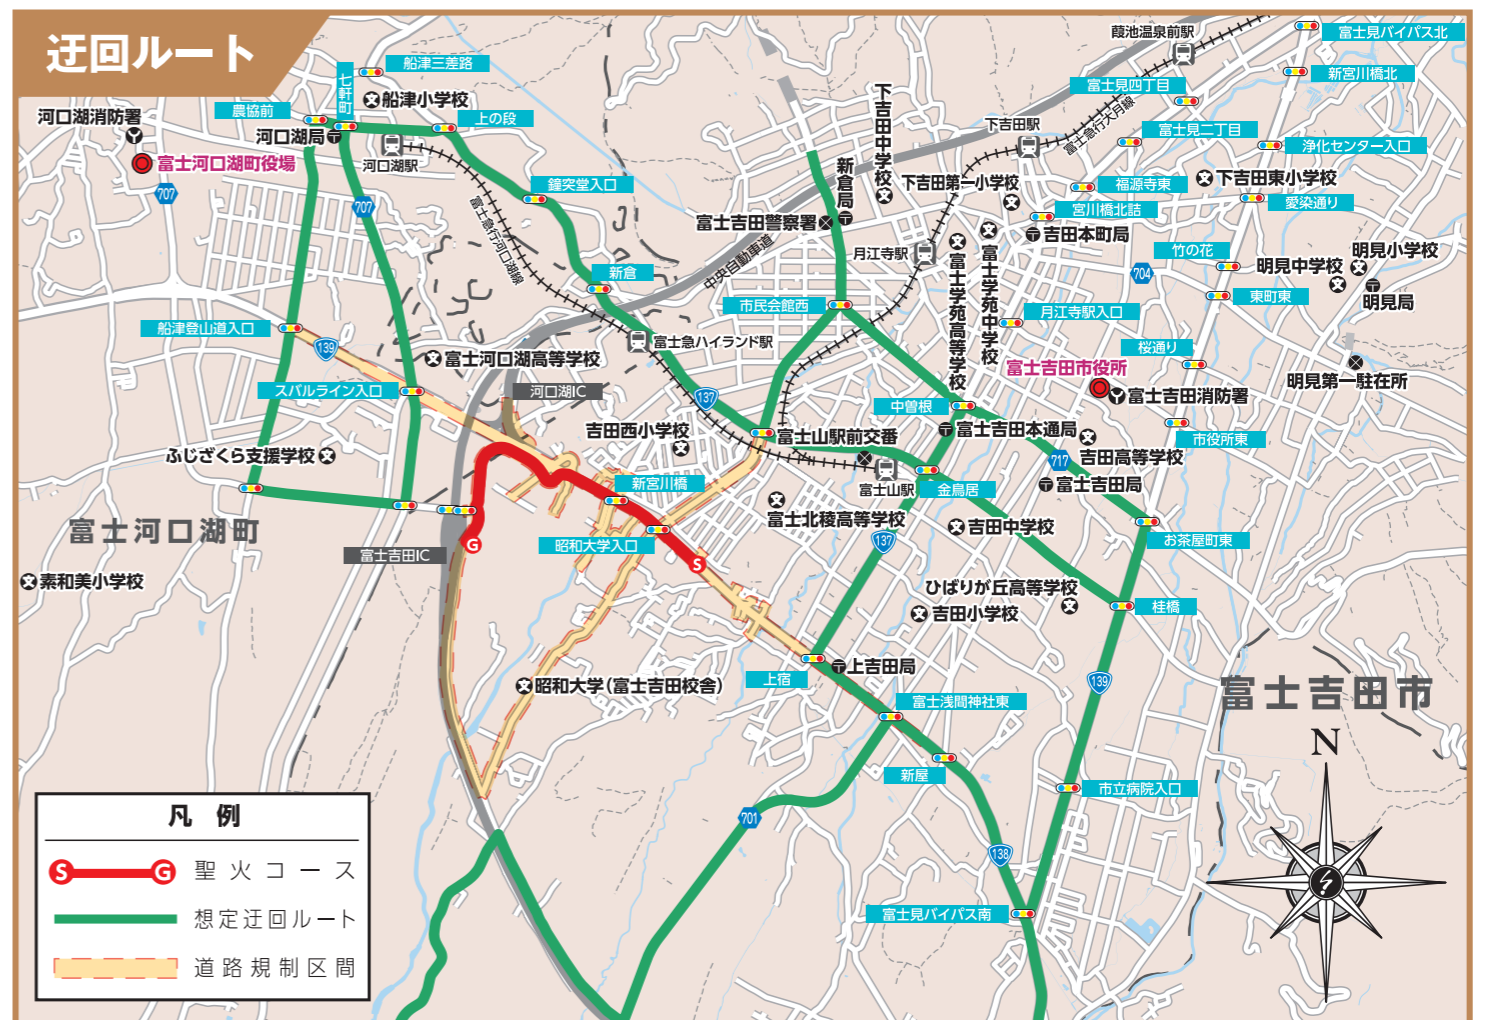 迂回ルート
葭池温泉前駅
富士見バイパス北
船津三差路
七軒町
新宮川橋北
富士見四丁目
船津小学校
農協前
河口湖消防署
上の段
河口湖局
下吉田中学校
下吉田駅
富士急行大月線
富士見二丁目
浄化センター入口
富士河口湖町役場
河口湖駅
新倉局
707
707
鐘突堂入口
下吉田第一小学校
福源寺東
下吉田東小学校
宮川橋北詰
愛染通り
富士急行河口湖線
富士吉田警察署
吉田本町局
中央自動車道
月江寺駅
富士学苑高等学校
富士学苑中学校
竹の花
明見小学校
明見中学校
704
新倉
東町東
明見局
市民会館西
月江寺駅入口
船津登山道入口
139
富士急ハイランド駅
桜通り
富士河口湖高等学校
富士吉田市役所
明見第一駐在所
スバルライン入口
河口湖IC
137
中曽根
富士吉田消防署
吉田西小学校
富士山駅前交番
富士吉田本通局
市役所東
ふじざくら支援学校
吉田高等学校
717
富士山駅
金鳥居
富士吉田局
新宮川橋
富士北稜高等学校
吉田中学校
富士河口湖町
137
お茶屋町東
昭和大学入口
G
富士吉田IC
S
素和美小学校
ひばりが丘高等学校
吉田小学校
桂橋
上吉田局
上宿
139
昭和大学(富士吉田校舎)
富士吉田市
富士浅間神社東
N
新屋
市立病院入口
凡例
701
138
S G 聖火コース
想定迂回ルート
富士見バイパス南
道路規制区間